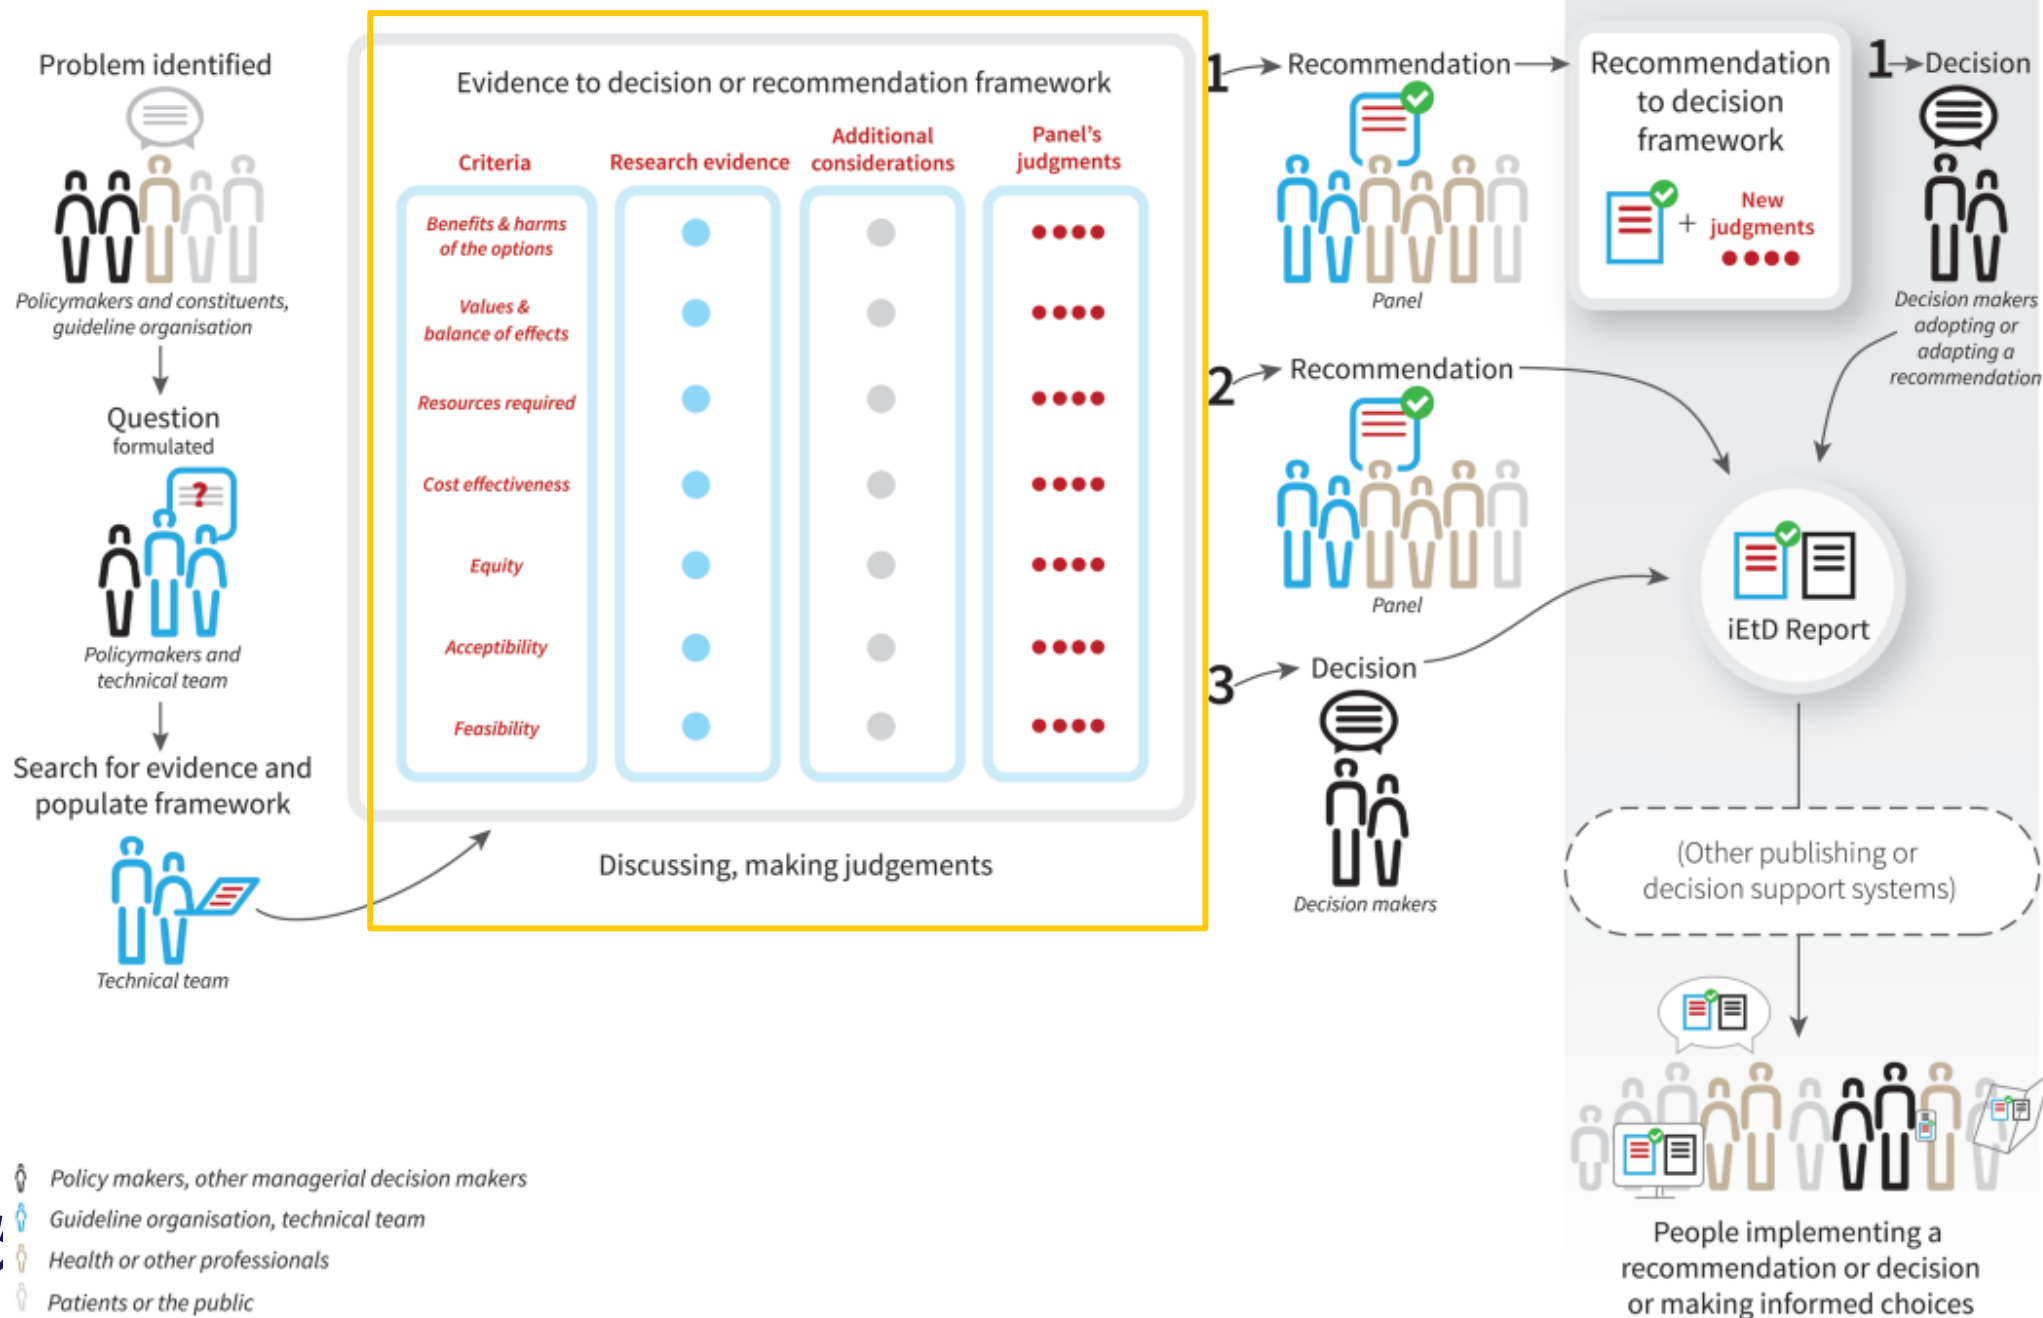 Problem identified
Policymakers and constituents,
guideline organisation
Question
formulated
?
Policymakers and
technical team
Search for evidence and
populate framework
Technical team
Evidence to decision or recommendation framework
Criteria
Research evidence
Additional
considerations
Panel's
judgments
Benefits & harms
of the options
Values &
balance of effects
Resources required
Cost effectiveness
Equity
Acceptibility
Feasibility
Discussing, making judgements
1
Recommendation
Panel
2
Recommendation
Panel
3
Decision
Decision makers
Recommendation
to decision
framework
+
New
judgments
1
Decision
Decision makers
adopting or
adapting a
recommendation
iEtD Report
(Other publishing or
decision support systems)
People implementing a
recommendation or decision
or making informed choices
Policy makers, other managerial decision makers
Guideline organisation, technical team
Health or other professionals
Patients or the public